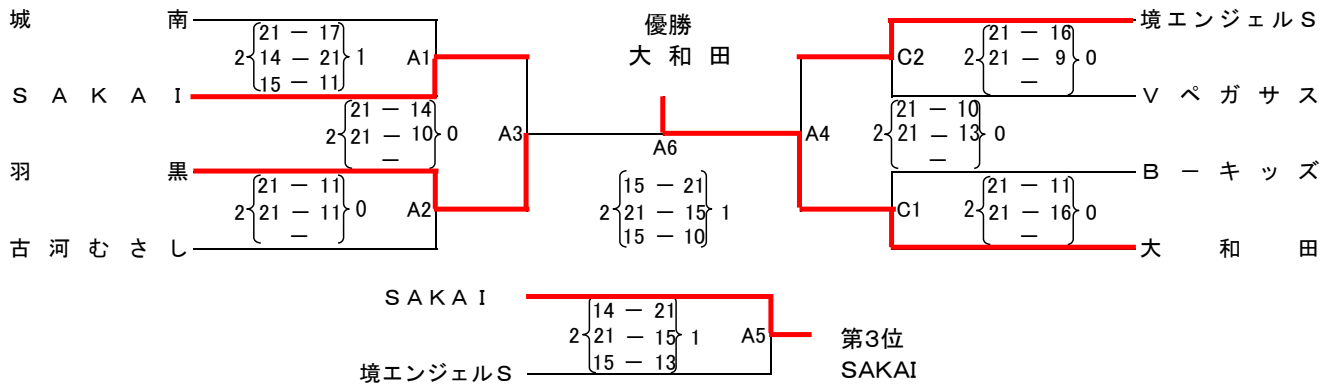 城南
21 － 17
2 14 － 21 1
15 － 11
A1
SAKAI
21 － 14
2 21 － 10 0
－
A3
羽黒
21 － 11
2 21 － 11 0
－
A2
古河むさし
優勝
大和田
A6
15 － 21
2 21 － 15 1
15 － 10
境エンジェルS
C2
21 － 16
2 21 － 9 0
－
Vペガサス
A4
21 － 10
2 21 － 13 0
－
B－キッズ
C1
21 － 11
2 21 － 16 0
－
大和田
SAKAI
14 － 21
2 21 － 15 1
15 － 13
A5
境エンジェルS
第3位
SAKAI